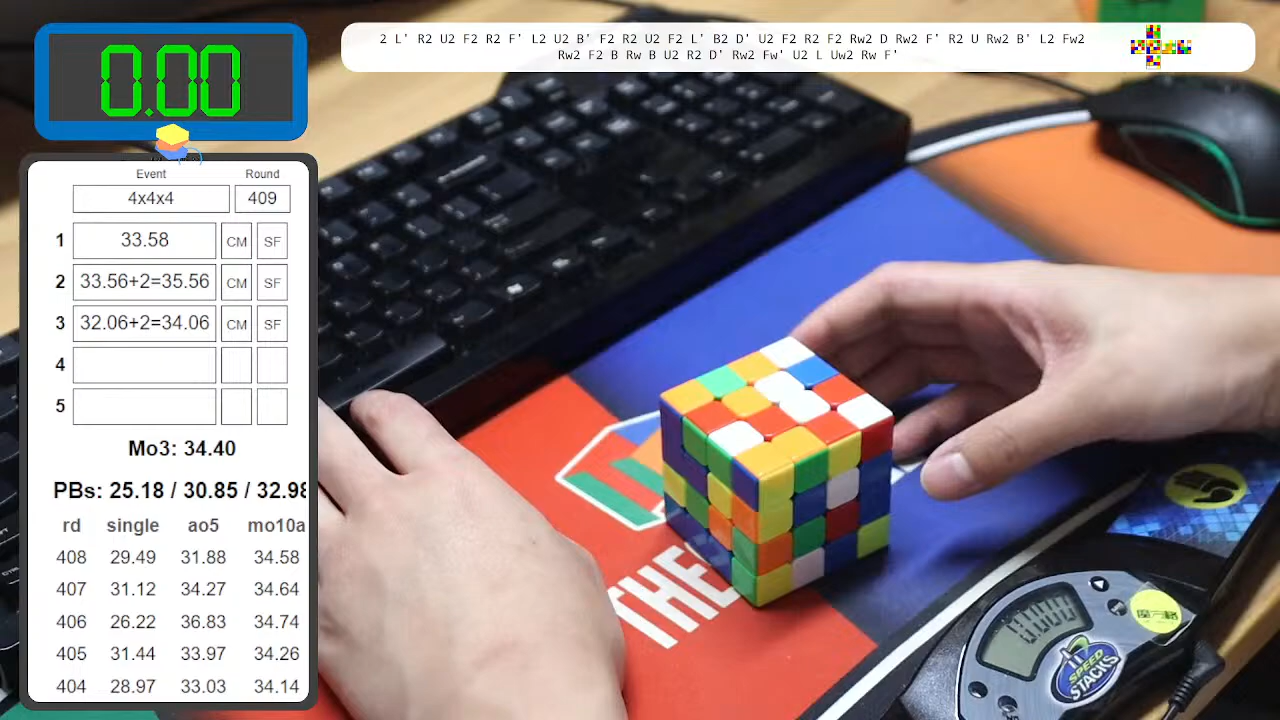 0.00
2 L' R2 U2 F2 R2 F' L2 U2 B' F2 R2 U2 F2 L' B2 D' U2 F2 R2 F2 Rw2 D Rw2 F' R2 U Rw2 B' L2 Fw2
Rw2 F2 B Rw B U2 R2 D' Rw2 Fw' U2 L Uw2 Rw F'
Event Round
4x4x4 409
1 33.58 CM SF
2 33.56+2=35.56 CM SF
3 32.06+2=34.06 CM SF
4
5
Mo3: 34.40
PBs: 25.18 / 30.85 / 32.98
rd single ao5 mo10a
408 29.49 31.88 34.58
407 31.12 34.27 34.64
406 26.22 36.83 34.74
405 31.44 33.97 34.26
404 28.97 33.03 34.14
THE
SPEED
STACKS